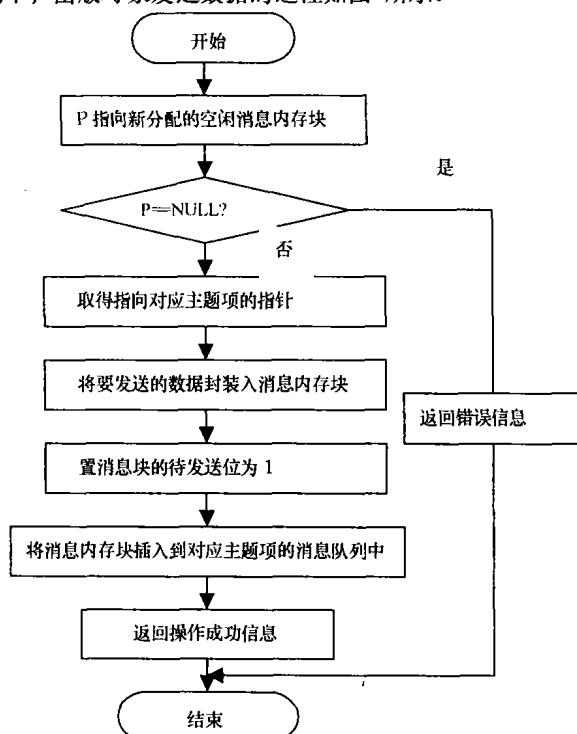 开始
P 指向新分配的空闲消息内存块
是
P==NULL?
否
取得指向对应主题项的指针
将要发送的数据封装入消息内存块
返回错误信息
置消息块的待发送位为 1
将消息内存块插入到对应主题项的消息队列中
返回操作成功信息
结束